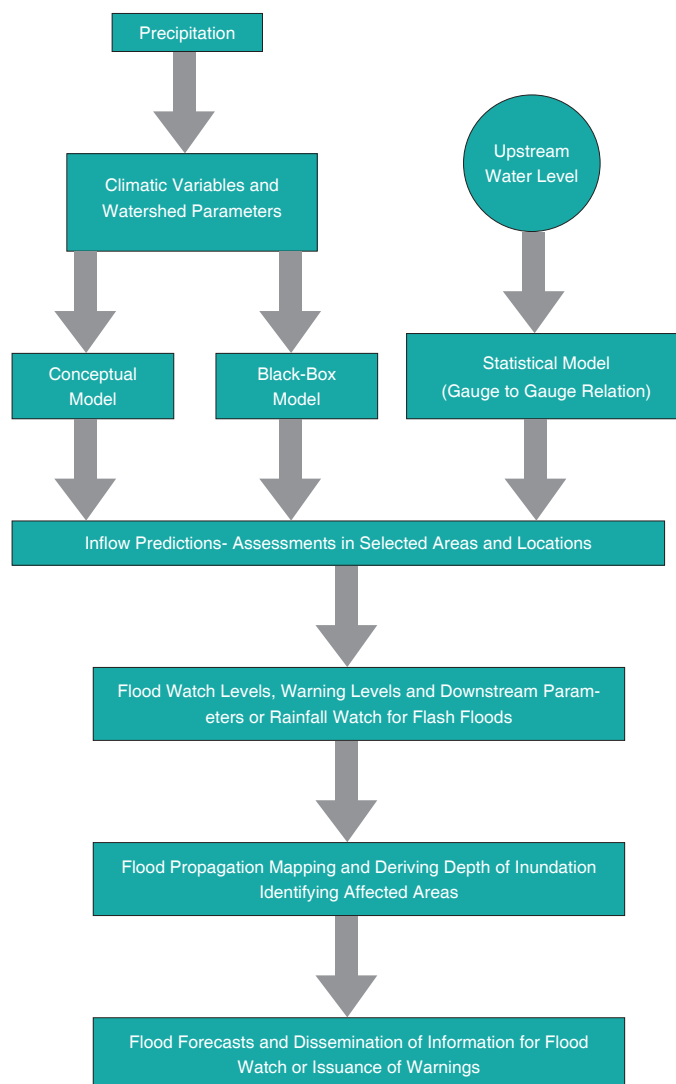 Precipitation
Climatic Variables and
Watershed Parameters
Upstream
Water Level
Conceptual
Model
Black-Box
Model
Statistical Model
(Gauge to Gauge Relation)
Inflow Predictions- Assessments in Selected Areas and Locations
Flood Watch Levels, Warning Levels and Downstream Param-
eters or Rainfall Watch for Flash Floods
Flood Propagation Mapping and Deriving Depth of Inundation
Identifying Affected Areas
Flood Forecasts and Dissemination of Information for Flood
Watch or Issuance of Warnings